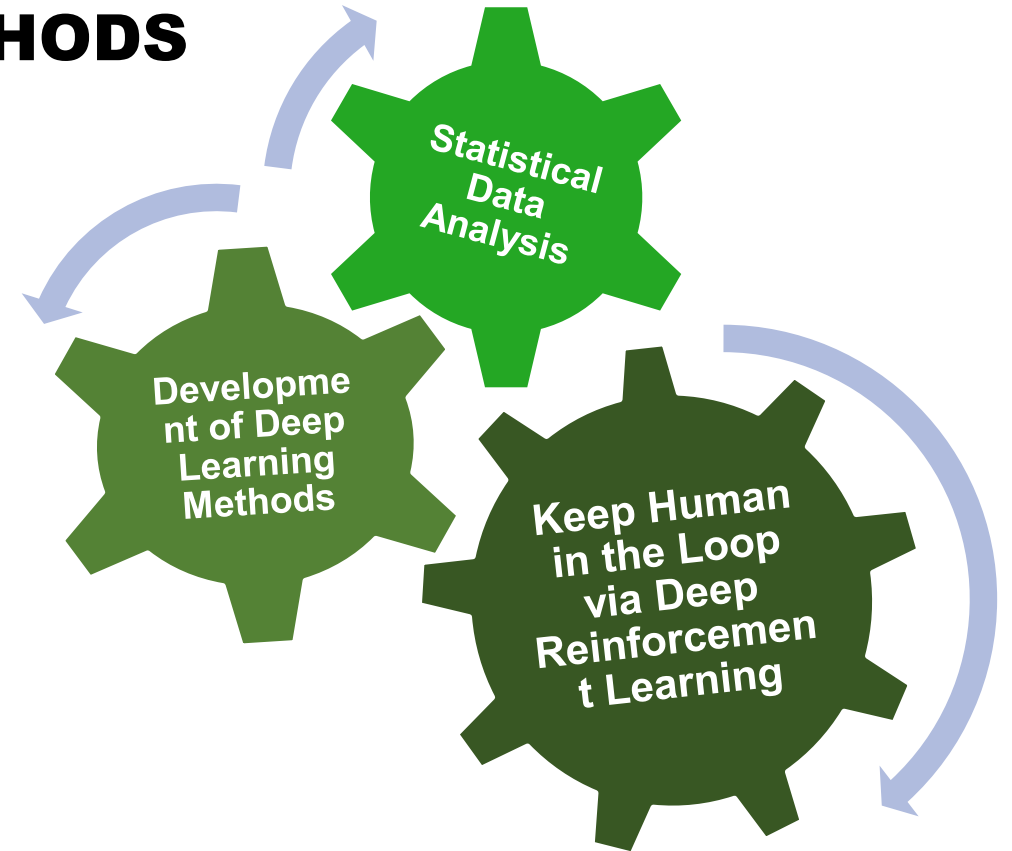 HODS
Statistical
Data
Analysis
Developme
nt of Deep
Learning
Methods
Keep Human
in the Loop
via Deep
Reinforcemen
t Learning